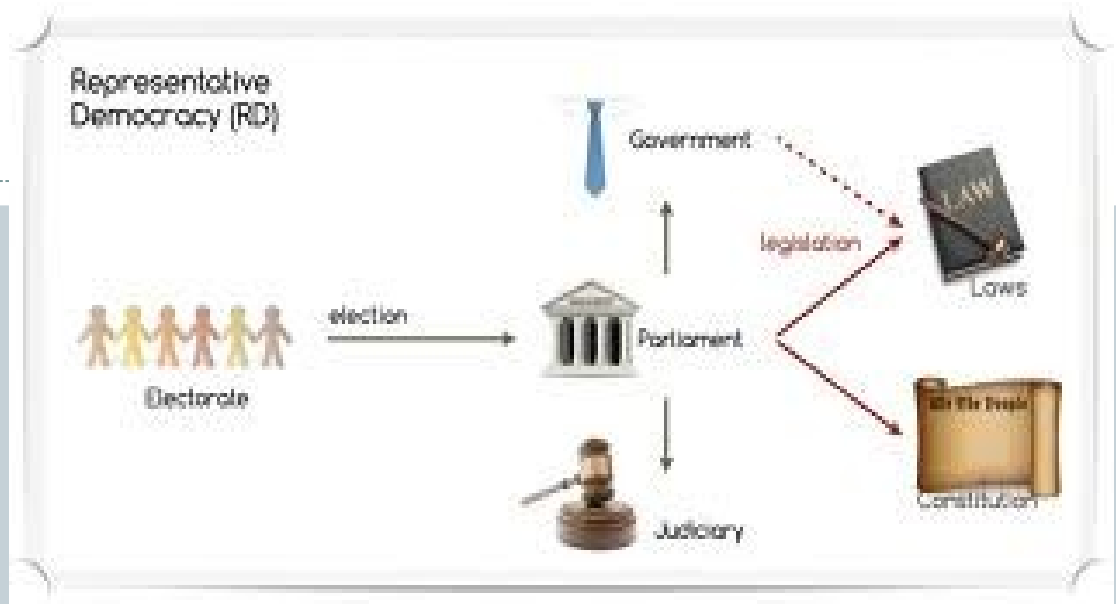 Representative
Democracy (RD)
Government
LAW
legislation
Laws
election
Parliament
Electorate
We The People
Constitution
Judiciary